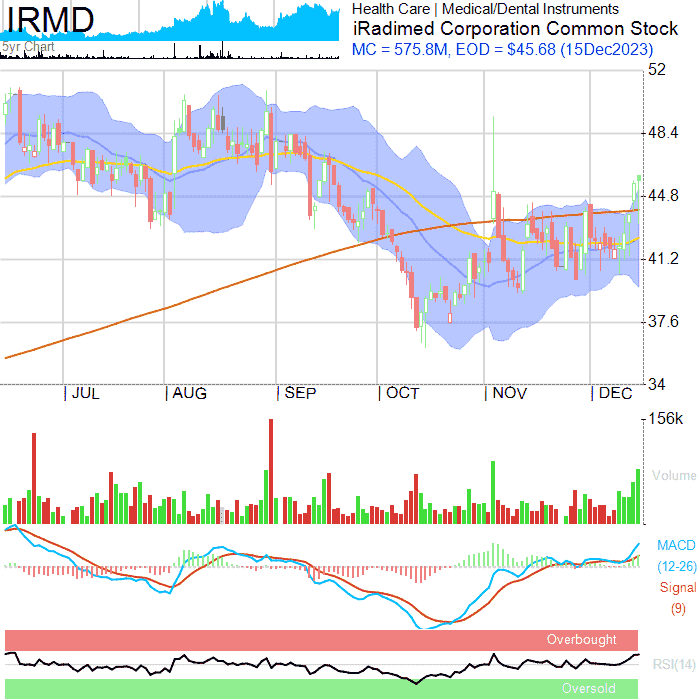 IRMD
5yr Chart
Health Care | Medical/Dental Instruments
iRadimed Corporation Common Stock
MC = 575.8M, EOD = $45.68 (15Dec2023)
52
48.4
44.8
41.2
37.6
34
JUL
AUG
SEP
OCT
NOV
DEC
156k
Volume
MACD
(12-26)
Signal
(9)
Overbought
RSI(14)
Oversold